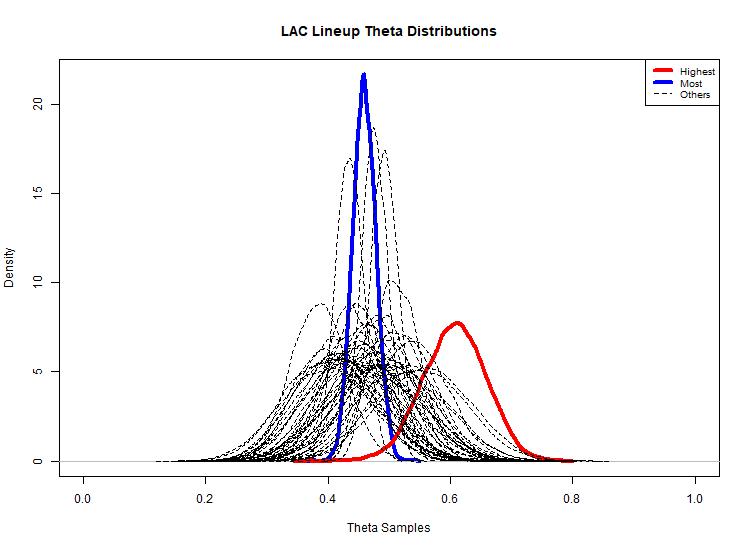 LAC Lineup Theta Distributions
Highest
Most
Others
Density
20
15
10
5
0
0.0 0.2 0.4 0.6 0.8 1.0
Theta Samples